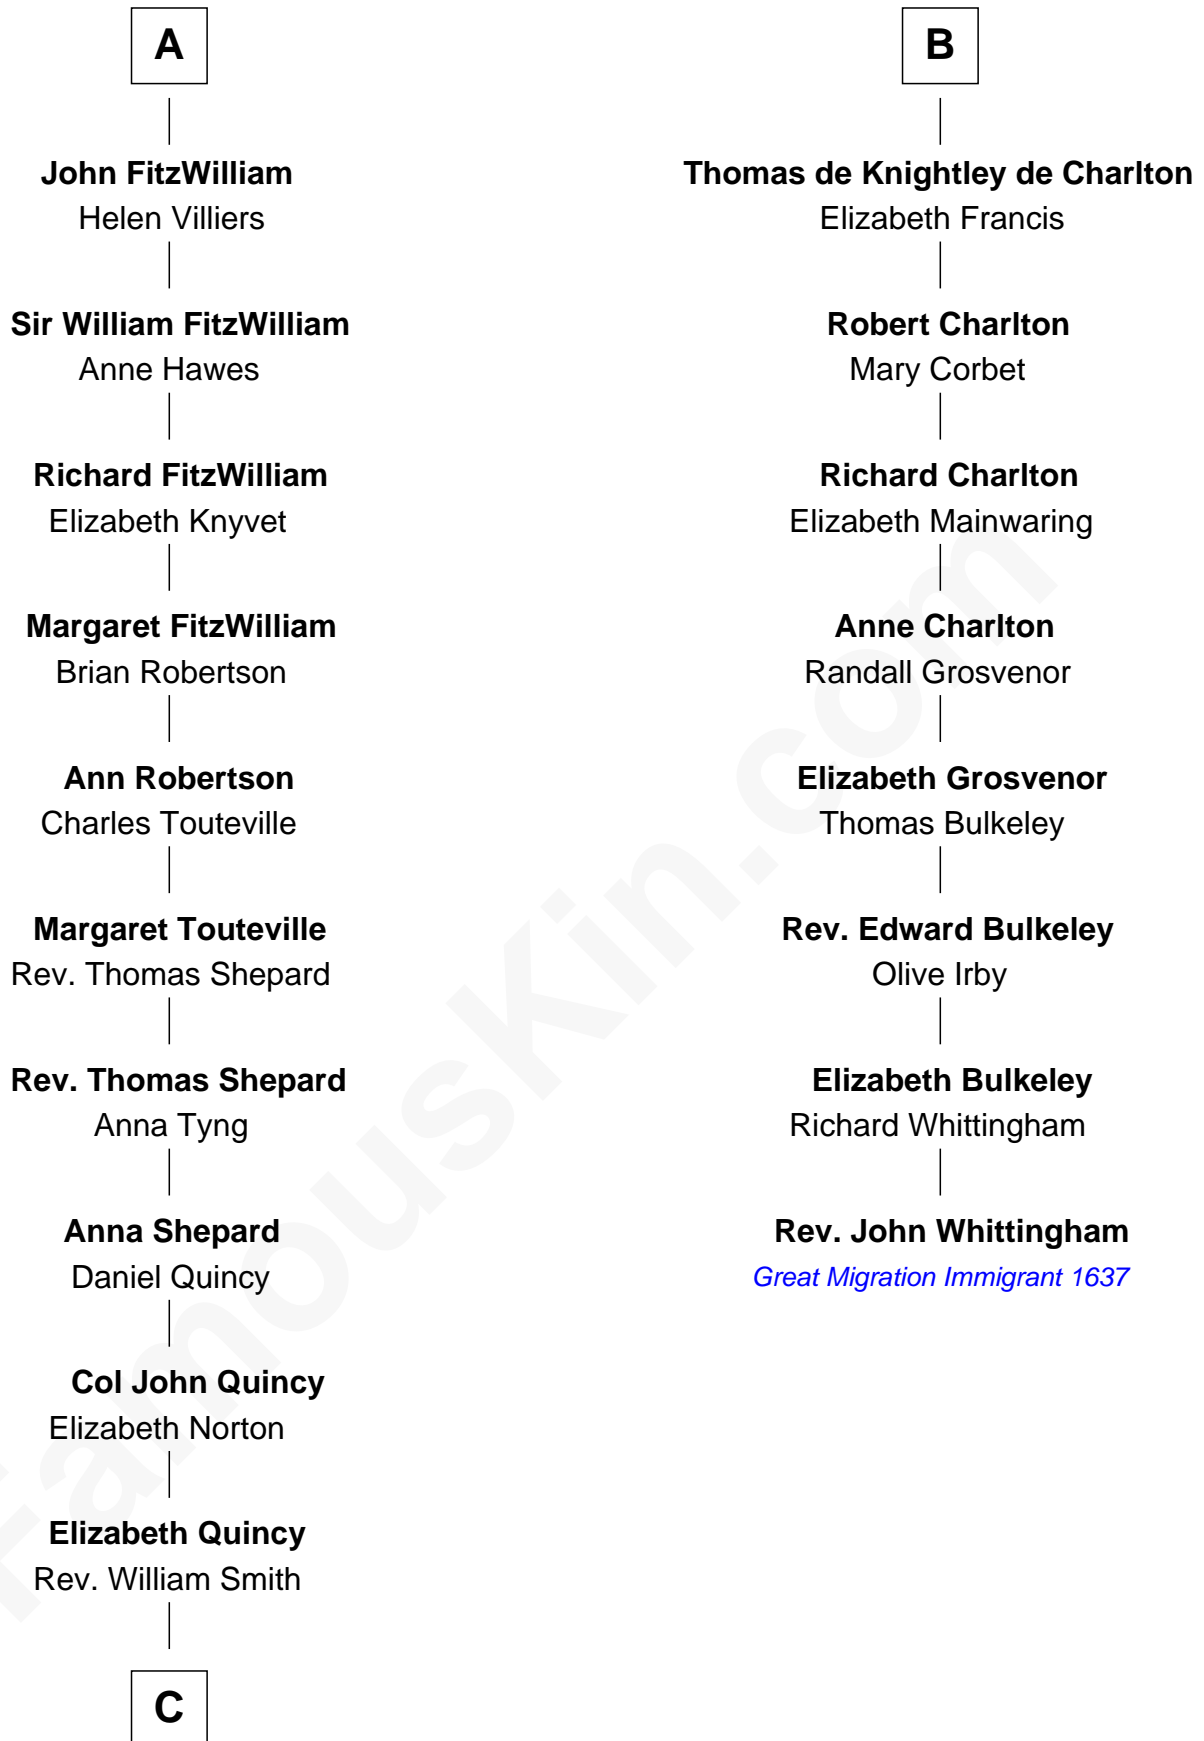 A
John FitzWilliam
Helen Villiers
Sir William FitzWilliam
Anne Hawes
Richard FitzWilliam
Elizabeth Knyvet
Margaret FitzWilliam
Brian Robertson
Ann Robertson
Charles Touteville
Margaret Touteville
Rev. Thomas Shepard
Rev. Thomas Shepard
Anna Tyng
Anna Shepard
Daniel Quincy
Col John Quincy
Elizabeth Norton
Elizabeth Quincy
Rev. William Smith
C
B
Thomas de Knightley de Charlton
Elizabeth Francis
Robert Charlton
Mary Corbet
Richard Charlton
Elizabeth Mainwaring
Anne Charlton
Randall Grosvenor
Elizabeth Grosvenor
Thomas Bulkeley
Rev. Edward Bulkeley
Olive Irby
Elizabeth Bulkeley
Richard Whittingham
Rev. John Whittingham
Great Migration Immigrant 1637
FamousKin.com